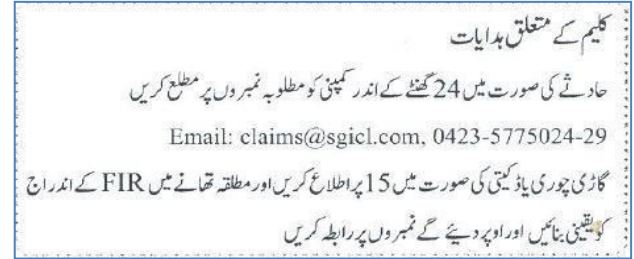 کلیم کے متعلق ہدایات
حادثے کی صورت میں 24 گھنٹے کے اندر کمپنی کو مطلوبہ نمبروں پر مطلع کریں
Email: claims@sgicl.com, 0423-5775024-29
گاڑی چوری یا ڈکیتی کی صورت میں 15 پر اطلاع کریں اور مطلقہ تھانے میں FIR کے اندراج
کو یقینی بنائیں اور اوپر دیئے گے نمبروں پر رابطہ کریں